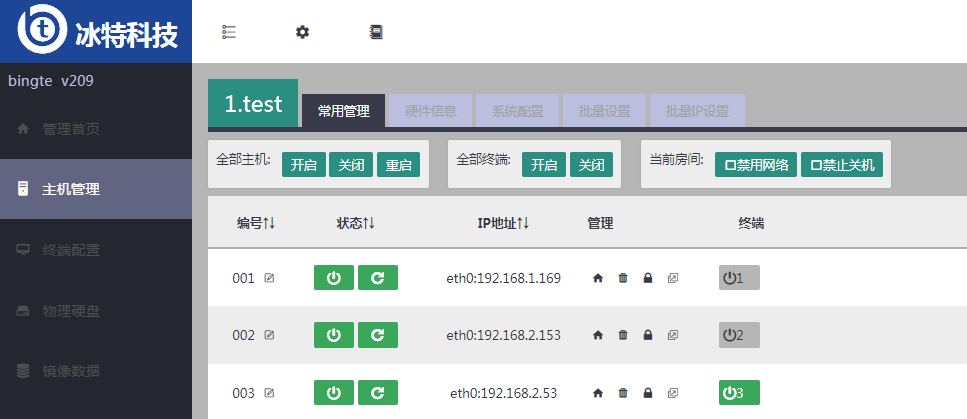 冰特科技
bingte v209
管理首页
主机管理
终端配置
物理硬盘
镜像数据
1.test 常用管理 硬件信息 系统配置 批量设置 批量IP设置
全部主机: 开启 关闭 重启 全部终端: 开启 关闭 当前房间: 禁用网络 禁止关机
编号 状态 IP地址 管理 终端
001 eth0:192.168.1.169 1
002 eth0:192.168.2.153 2
003 eth0:192.168.2.53 3